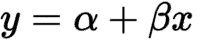 y = α + βx